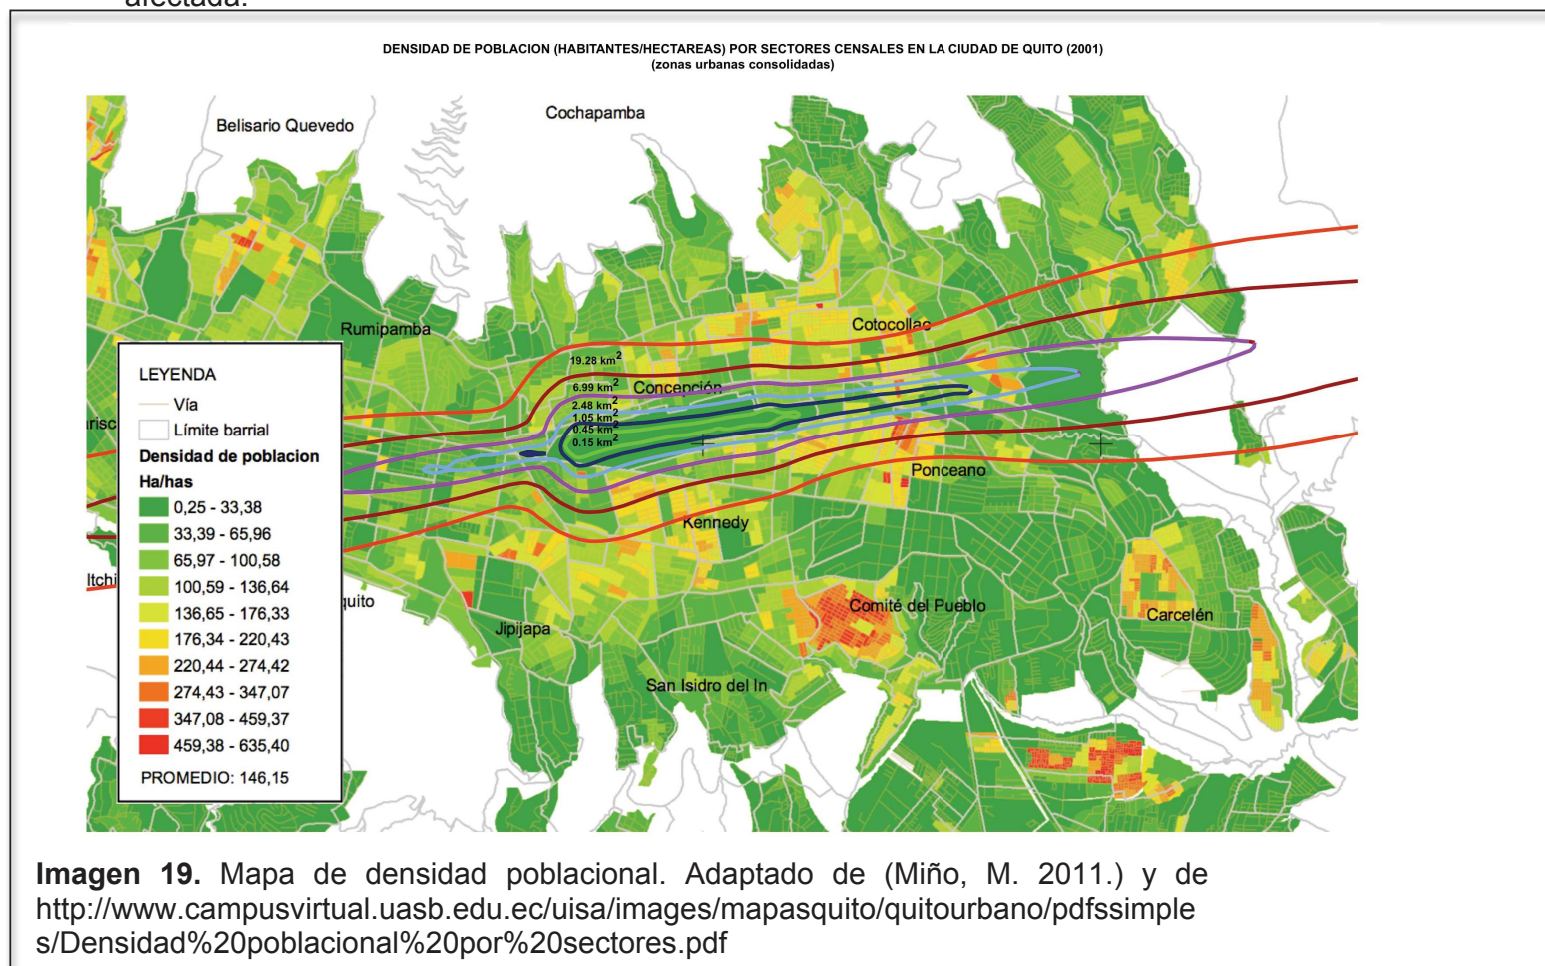 afectada.
DENSIDAD DE POBLACION (HABITANTES/HECTAREAS) POR SECTORES CENSALES EN LA CIUDAD DE QUITO (2001)
(zonas urbanas consolidadas)
Cochapamba
Belisario Quevedo
Rumipamba
Cotocollao
19.28 km²
6.99 km²
Concepción
2.48 km²
1.05 km²
0.45 km²
0.15 km²
Ponceano
Kennedy
Comité del Pueblo
Carcelén
Jipijapa
San Isidro del In
Itchi
quito
LEYENDA
Vía
Límite barrial
Densidad de poblacion
Ha/has
0,25 - 33,38
33,39 - 65,96
65,97 - 100,58
100,59 - 136,64
136,65 - 176,33
176,34 - 220,43
220,44 - 274,42
274,43 - 347,07
347,08 - 459,37
459,38 - 635,40
PROMEDIO: 146,15
Imagen 19. Mapa de densidad poblacional. Adaptado de (Miño, M. 2011.) y de
http://www.campusvirtual.uasb.edu.ec/uisa/images/mapasquito/quitourbano/pdfssimple
s/Densidad%20poblacional%20por%20sectores.pdf